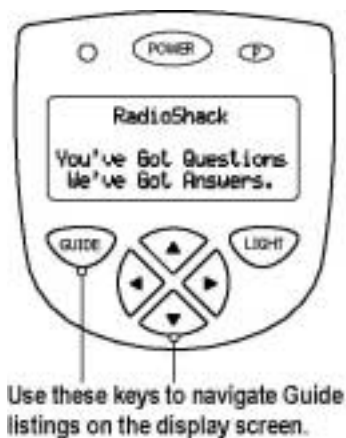 POWER
P
RadioShack
You've Got Questions
We've Got Answers.
GUIDE
LIGHT
Use these keys to navigate Guide
listings on the display screen.